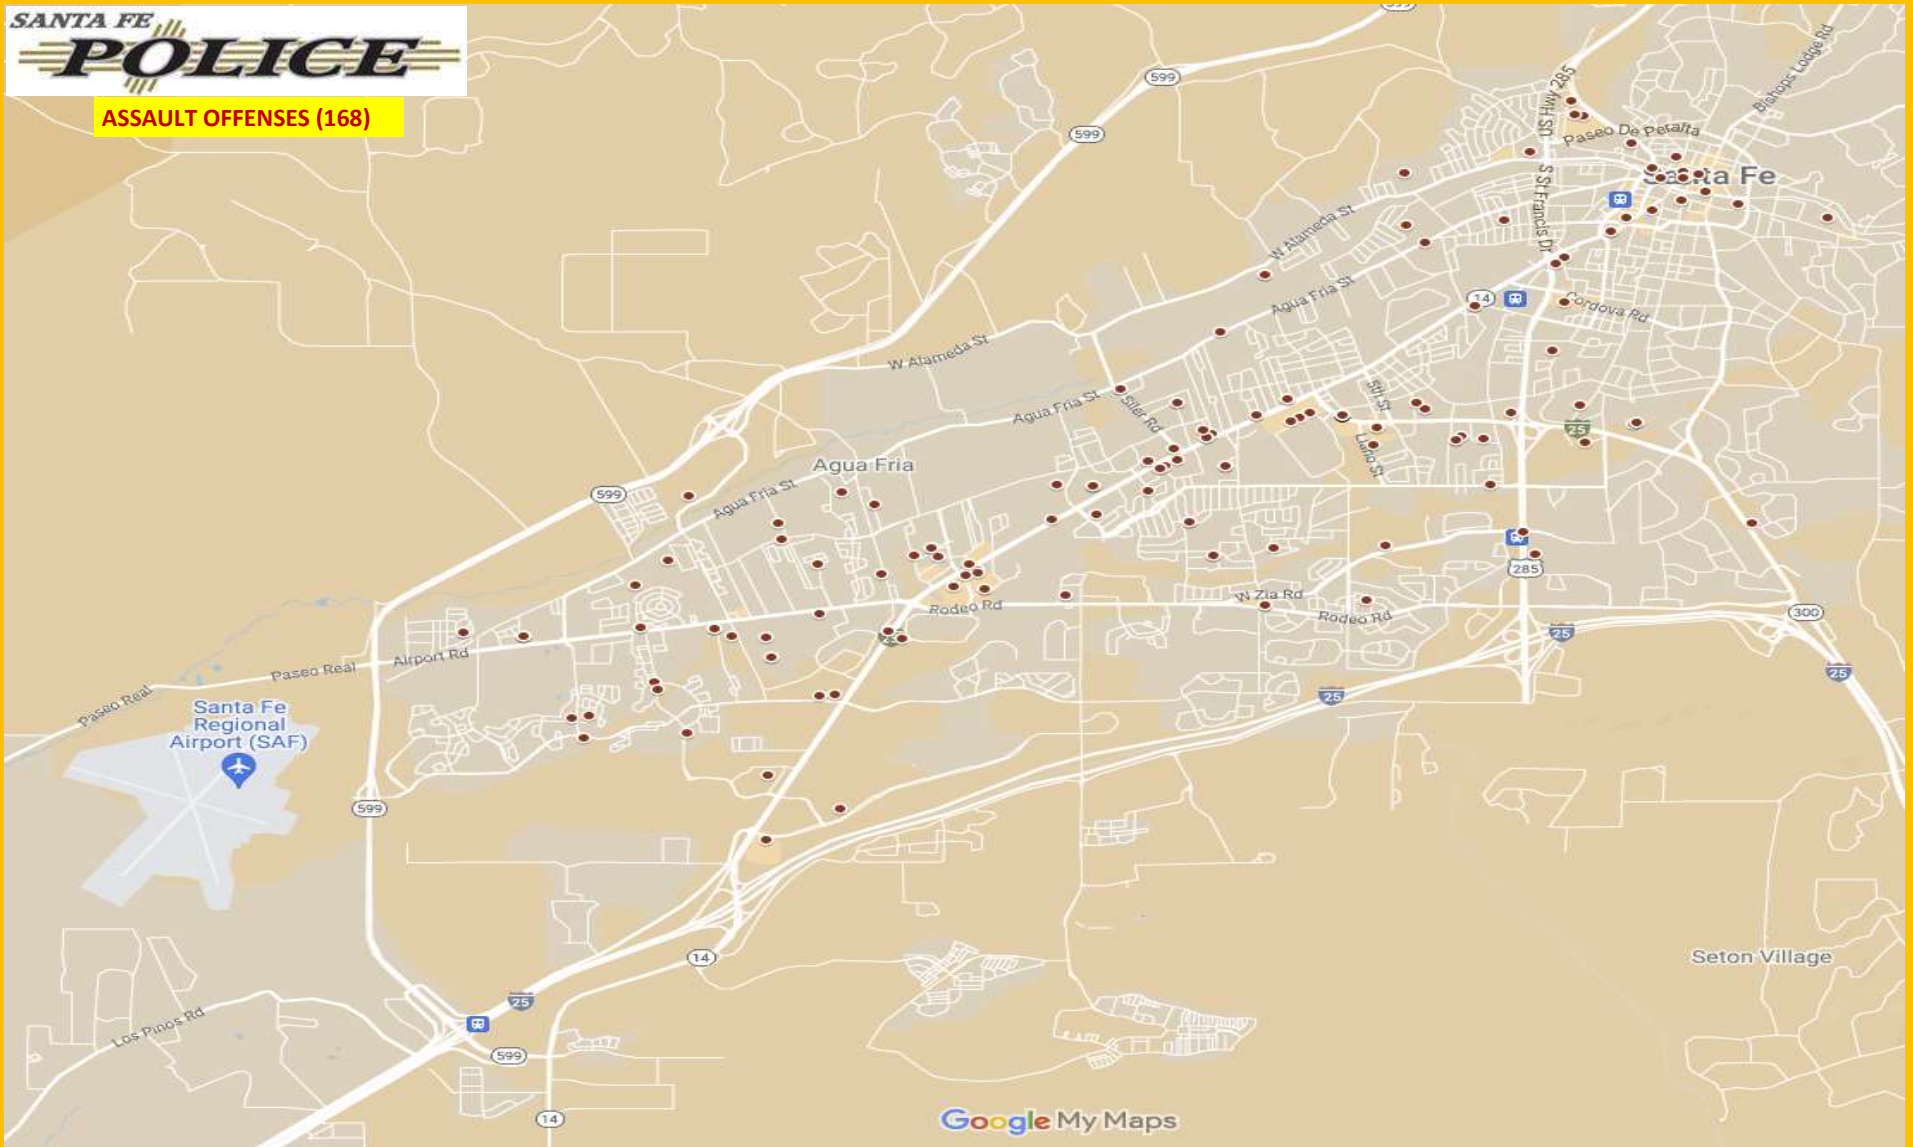 SANTA FE
POLICE
ASSAULT OFFENSES (168)
599
599
599
Bishops Lodge Rd
US Hwy 285
Paseo De Peralta
Santa Fe
S St Francis Dr
W Alameda St
Agua Fria St
14
Cordova Rd
W Alameda St
5th St
Agua Fria St
Siler Rd
25
Llano St
Agua Fria
599
Agua Fria St
285
W Zia Rd
Rodeo Rd
Rodeo Rd
300
25
Airport Rd
Paseo Real
25
25
Paseo Real
Santa Fe
Regional
Airport (SAF)
599
14
Seton Village
25
Los Pinos Rd
599
14
Google My Maps